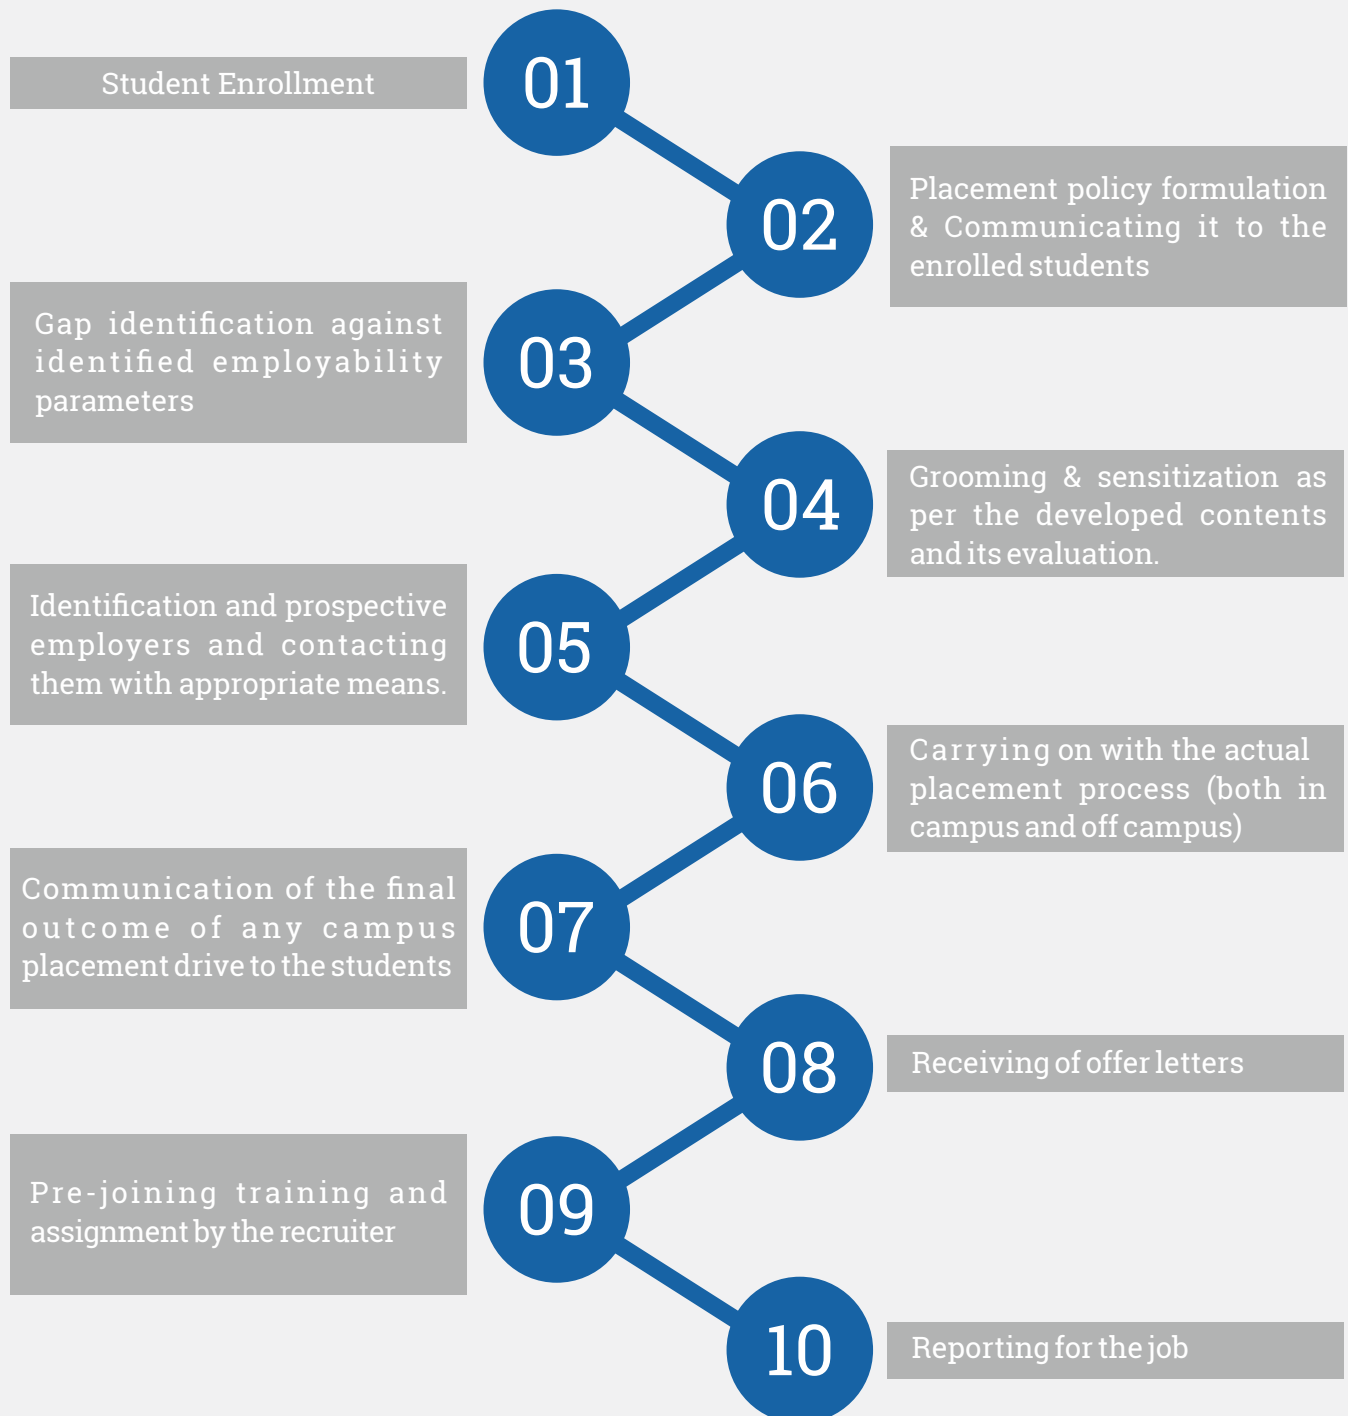 01
Student Enrollment
02
Placement policy formulation
& Communicating it to the
enrolled students
03
Gap identification against
identified employability
parameters
04
Grooming & sensitization as
per the developed contents
and its evaluation.
05
Identification and prospective
employers and contacting
them with appropriate means.
06
Carrying on with the actual
placement process (both in
campus and off campus)
07
Communication of the final
outcome of any campus
placement drive to the students
08
Receiving of offer letters
09
Pre-joining training and
assignment by the recruiter
10
Reporting for the job